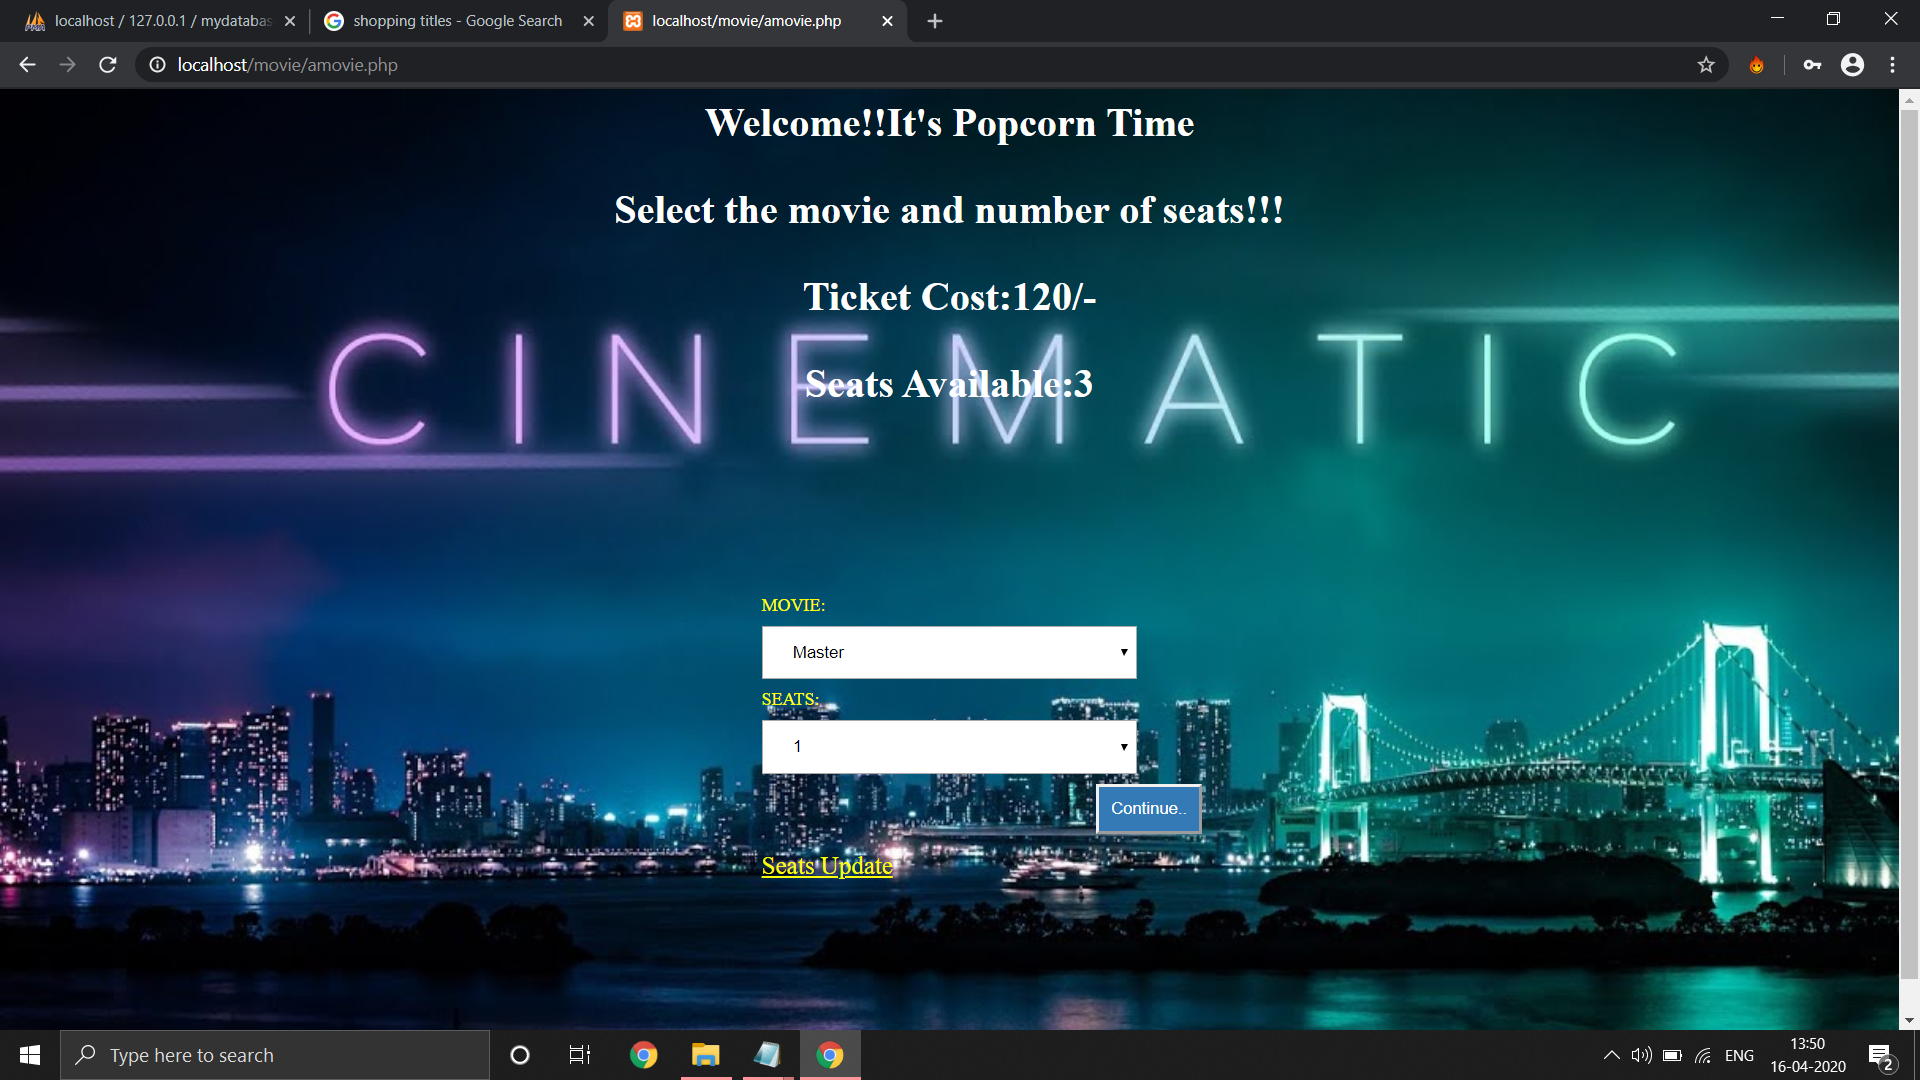 localhost / 127.0.0.1 / mydatabas
shopping titles - Google Search
localhost/movie/amovie.php
localhost/movie/amovie.php
Welcome!!It's Popcorn Time
Select the movie and number of seats!!!
Ticket Cost:120/-
Seats Available:3
CINEMATIC
MOVIE:
Master
SEATS:
1
Continue..
Seats Update
Type here to search
ENG
13:50
16-04-2020
2